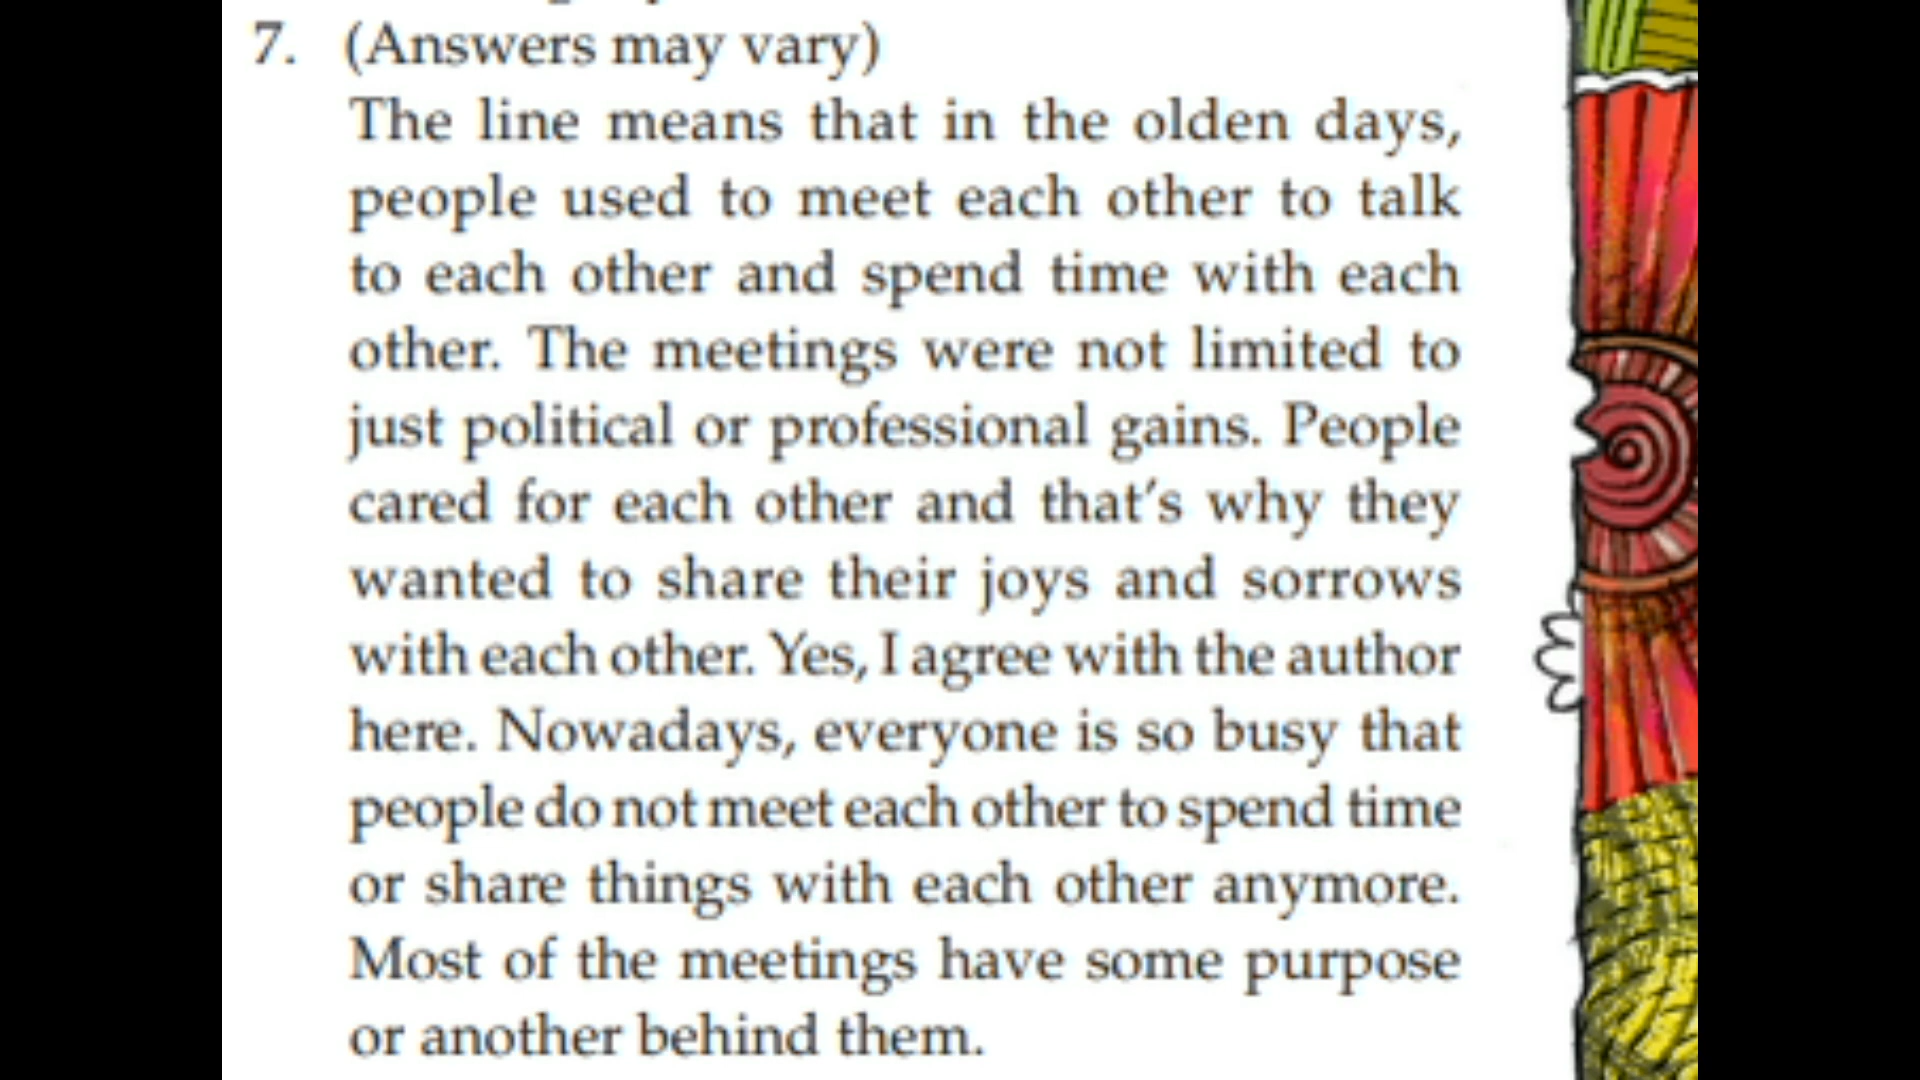 7. (Answers may vary)
The line means that in the olden days,
people used to meet each other to talk
to each other and spend time with each
other. The meetings were not limited to
just political or professional gains. People
cared for each other and that's why they
wanted to share their joys and sorrows
with each other. Yes, I agree with the author
here. Nowadays, everyone is so busy that
people do not meet each other to spend time
or share things with each other anymore.
Most of the meetings have some purpose
or another behind them.